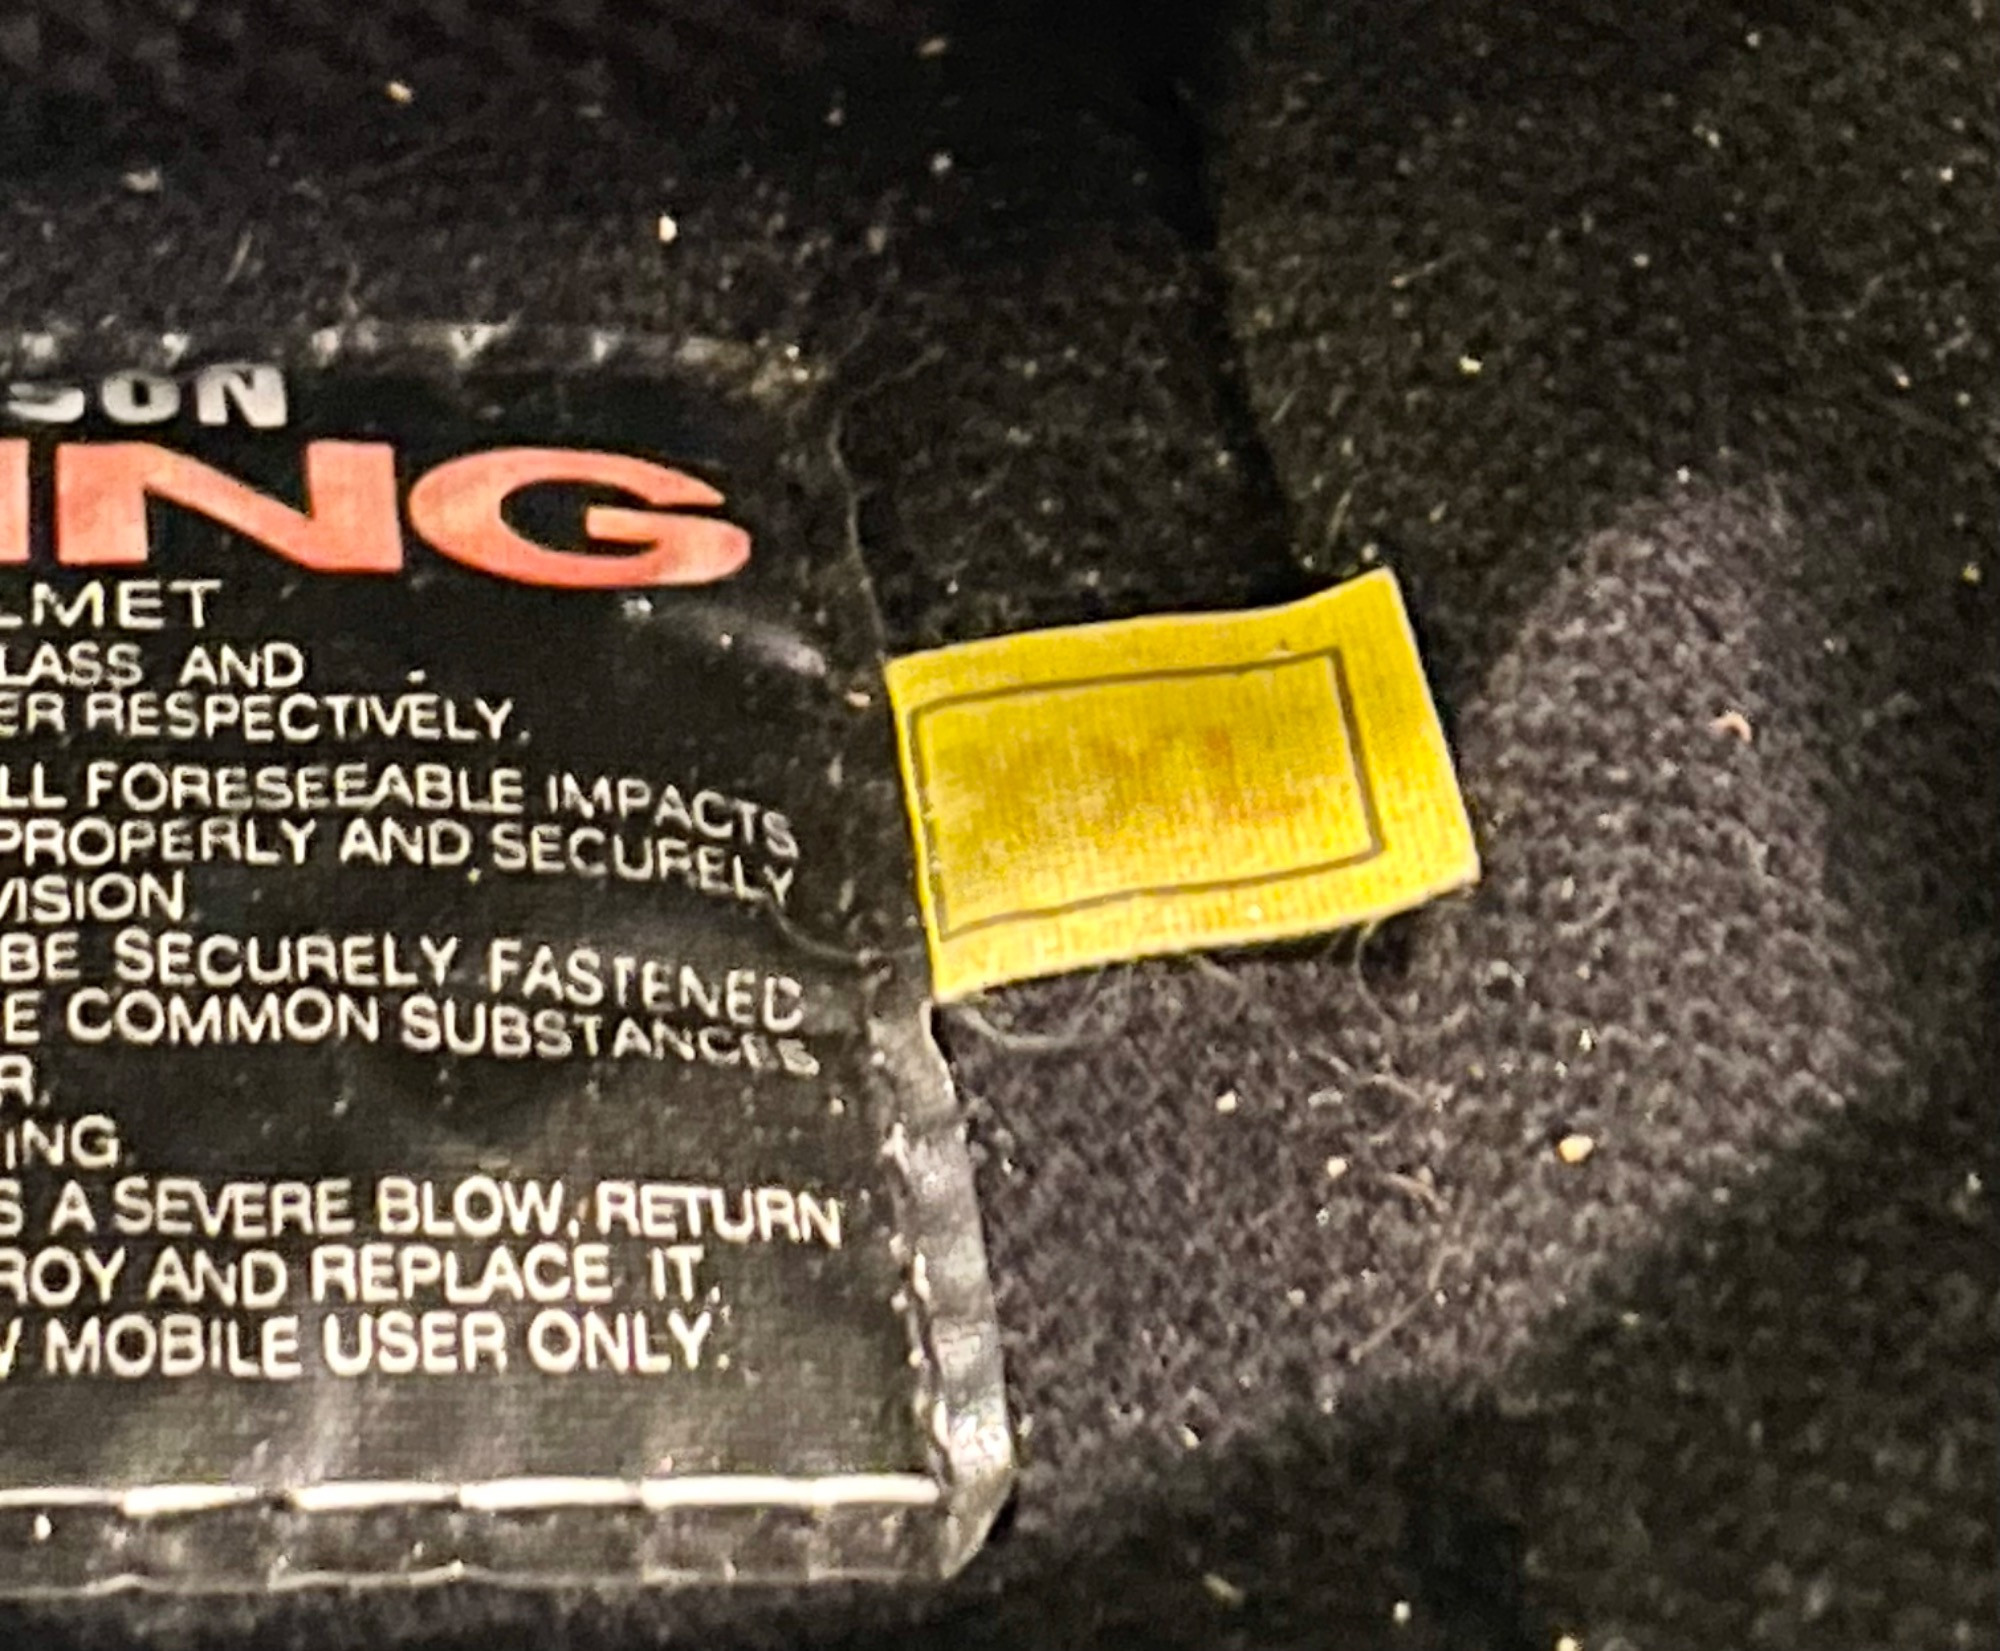 SON
ING
LMET
LASS AND
ER RESPECTIVELY.
LL FORESEEABLE IMPACTS
PROPERLY AND SECURELY
VISION
BE SECURELY FASTENED
E COMMON SUBSTANCES
R.
ING
S A SEVERE BLOW, RETURN
ROY AND REPLACE IT.
W MOBILE USER ONLY.